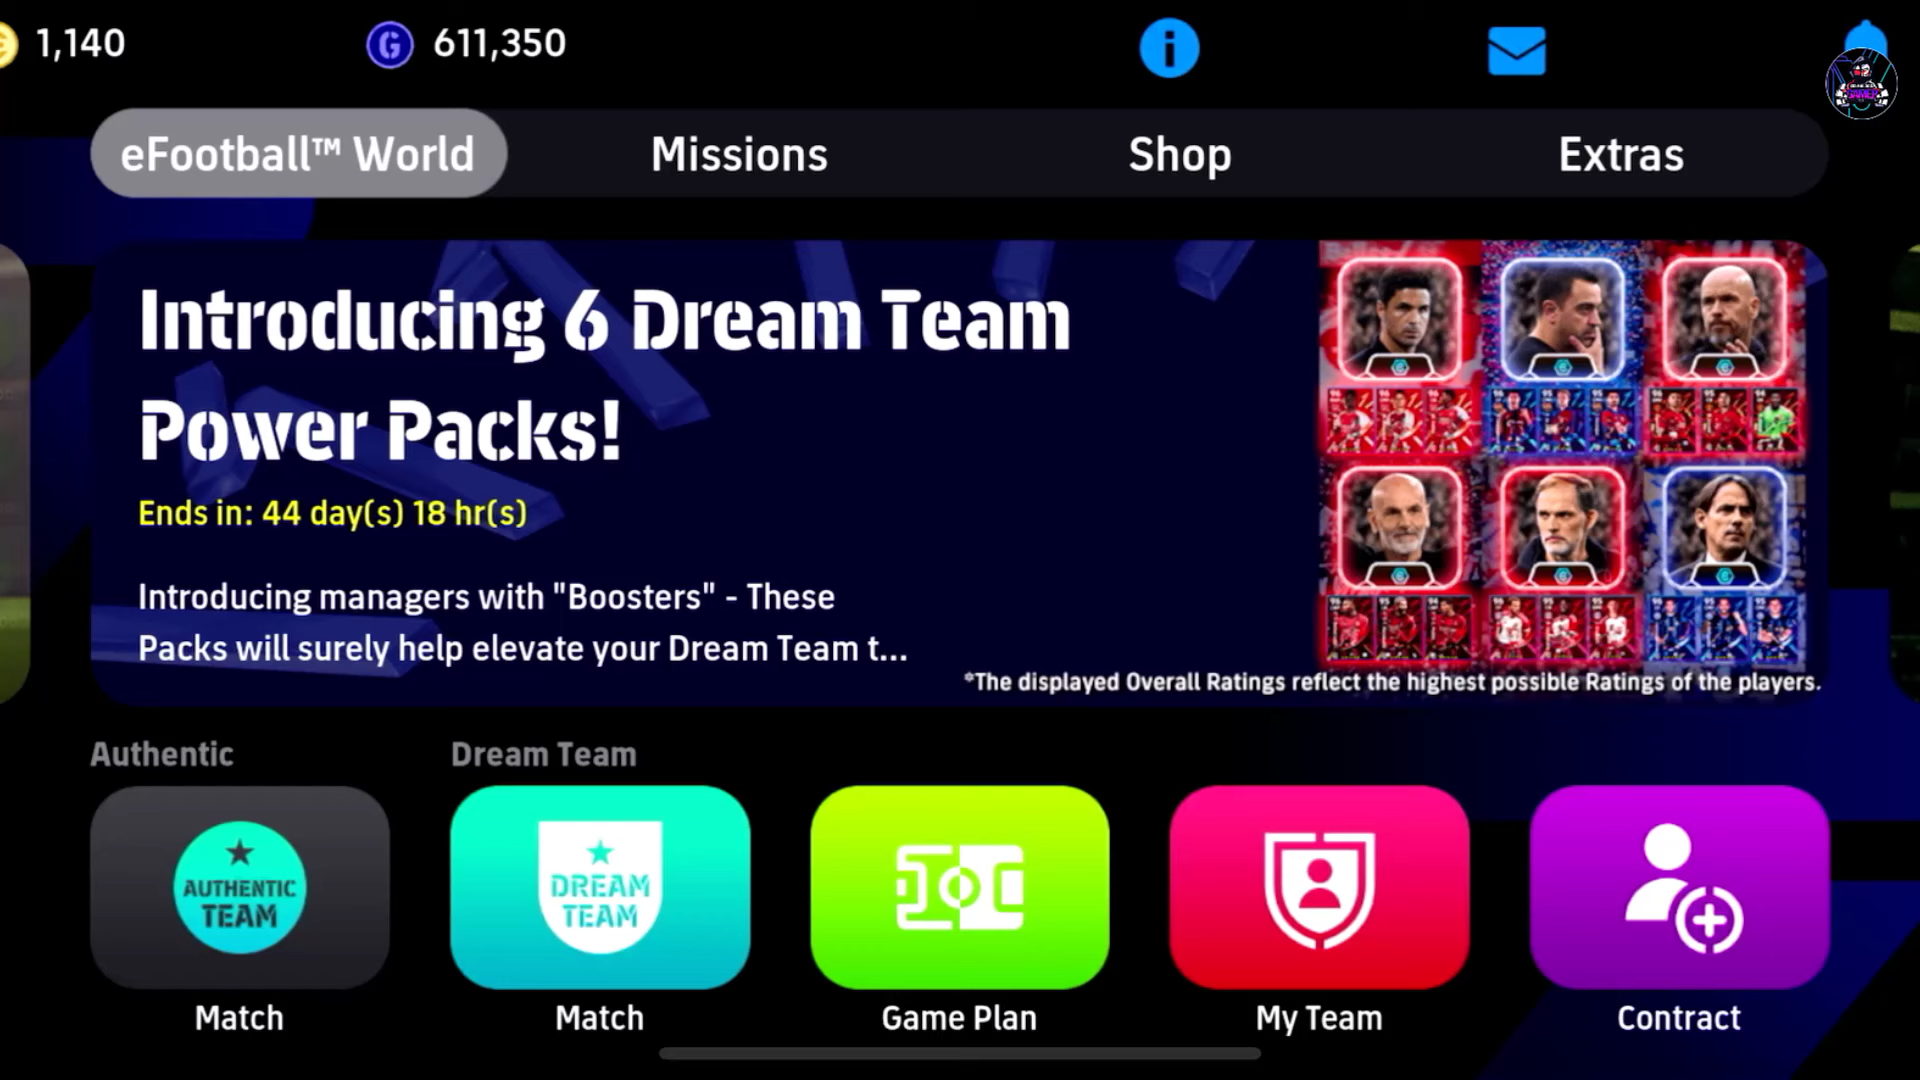 1,140
G 611,350
eFootball™ World
Missions
Shop
Extras
Introducing 6 Dream Team
Power Packs!
Ends in: 44 day(s) 18 hr(s)
Introducing managers with "Boosters" - These
Packs will surely help elevate your Dream Team t...
*The displayed Overall Ratings reflect the highest possible Ratings of the players.
Authentic
Dream Team
AUTHENTIC
TEAM
DREAM
TEAM
Match
Match
Game Plan
My Team
Contract